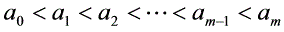 a₀ < a₁ < a₂ < ⋯ < aₘ₋₁ < aₘ